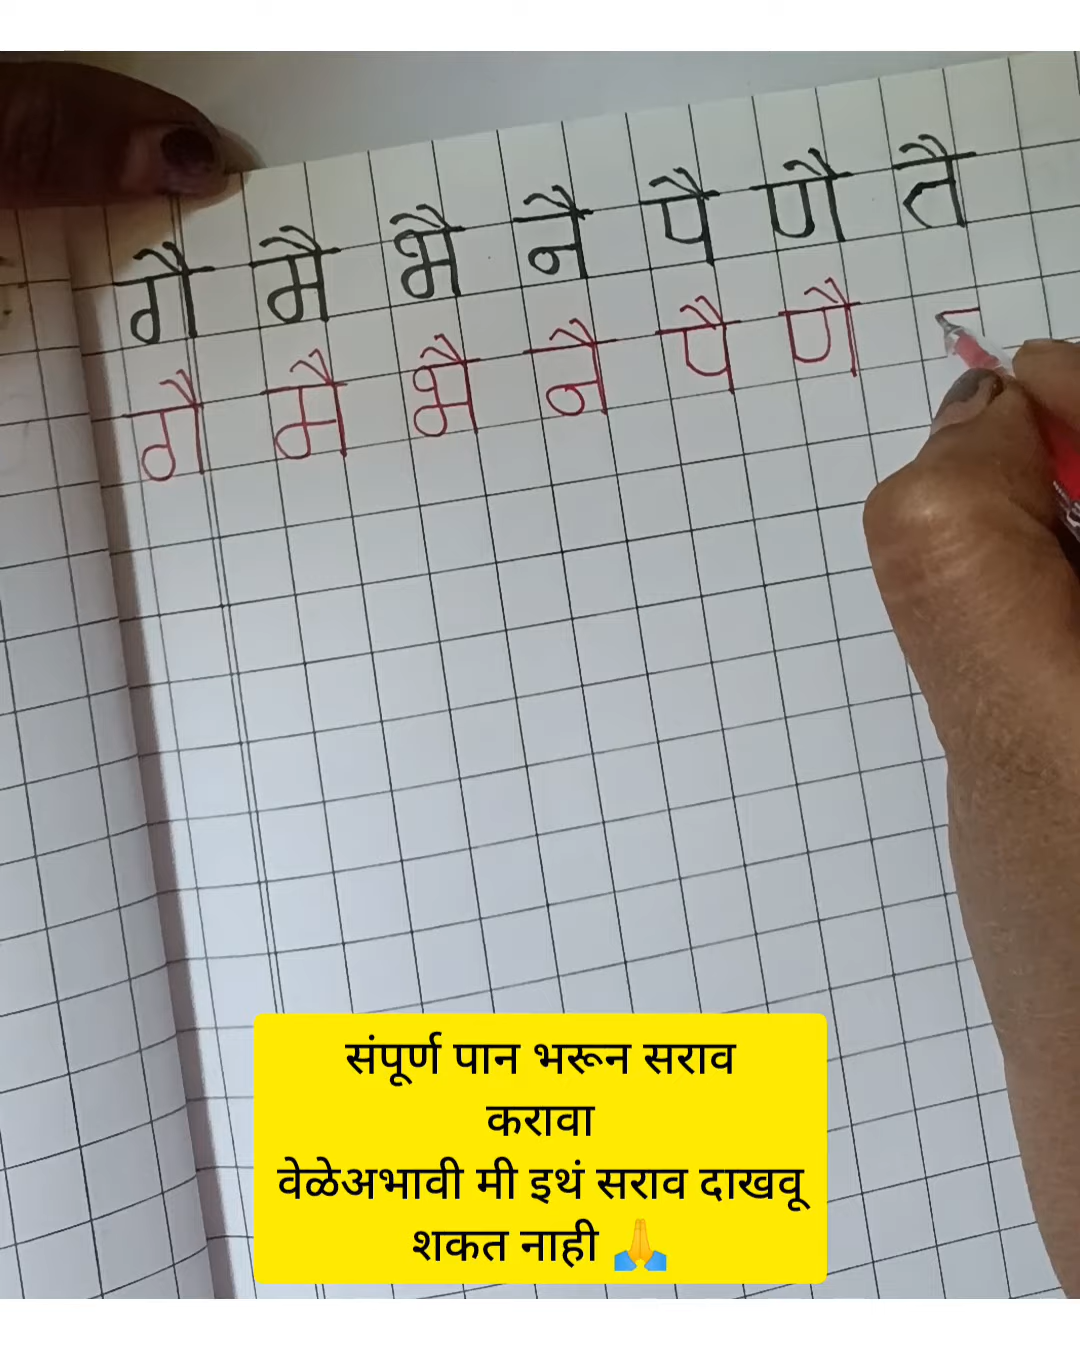 गै मै भै नै पै णै तै
गै मै भै नै पै णै
संपूर्ण पान भरून सराव
करावा
वेळेअभावी मी इथं सराव दाखवू
शकत नाही 🙏